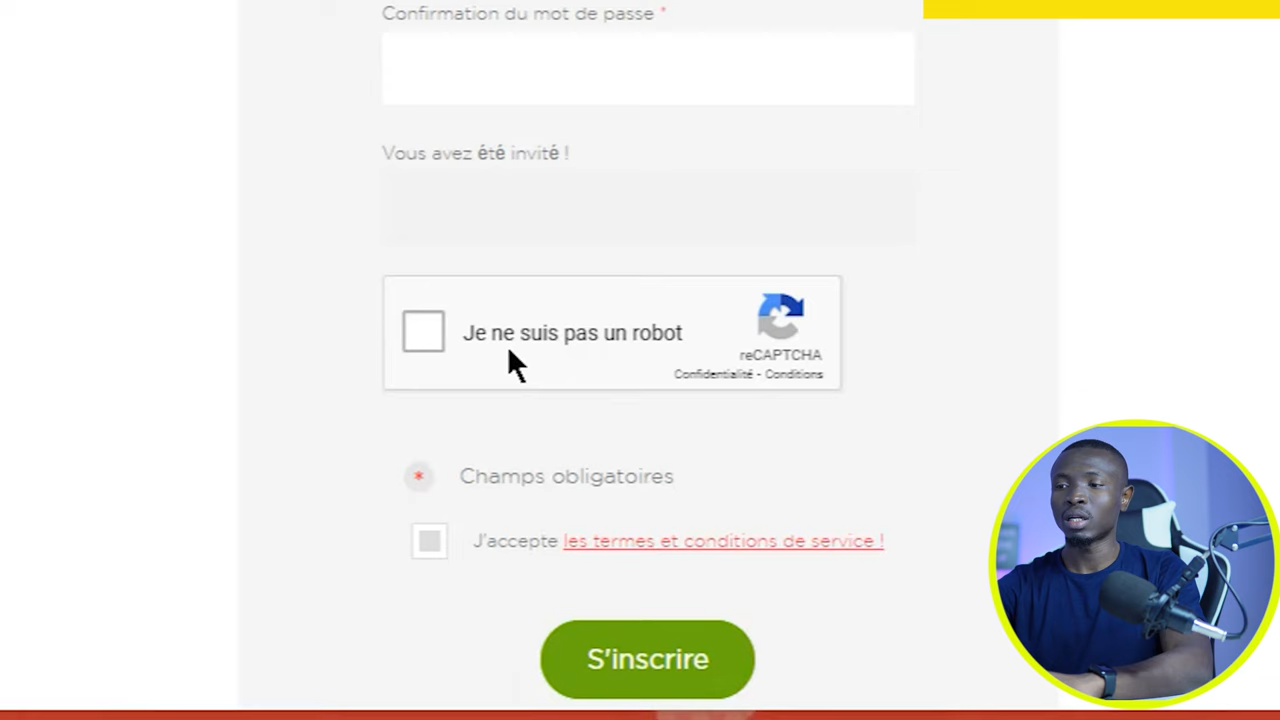 Confirmation du mot de passe *
Vous avez été invité !
Je ne suis pas un robot
reCAPTCHA
Confidentialité - Conditions
* Champs obligatoires
J'accepte les termes et conditions de service !
S'inscrire